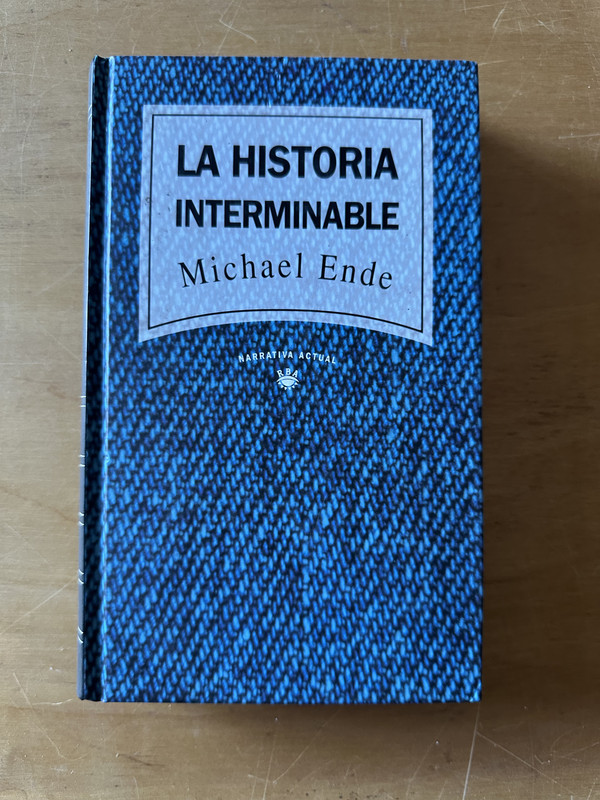 LA HISTORIA
INTERMINABLE
Michael Ende
NARRATIVA ACTUAL
RBA